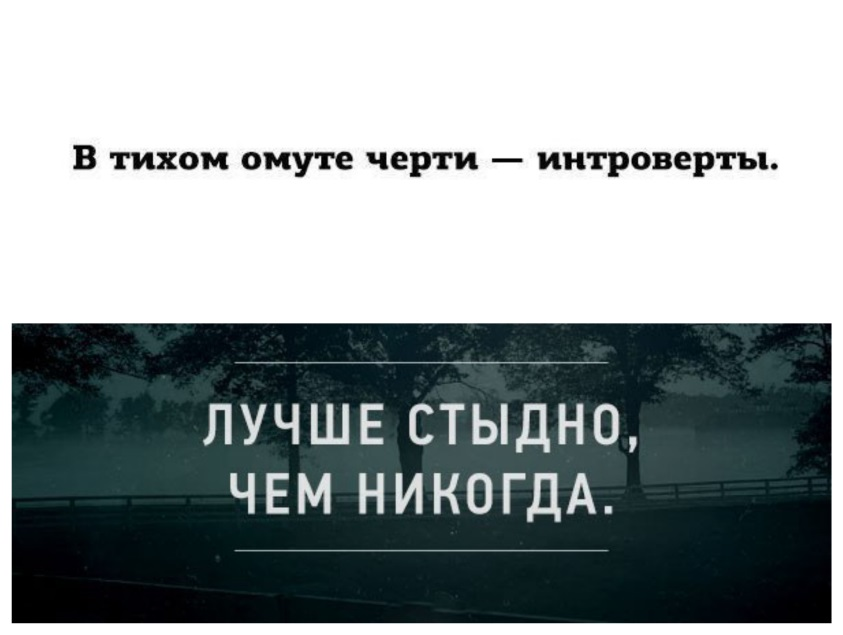 В тихом омуте черти — интроверты.
ЛУЧШЕ СТЫДНО,
ЧЕМ НИКОГДА.